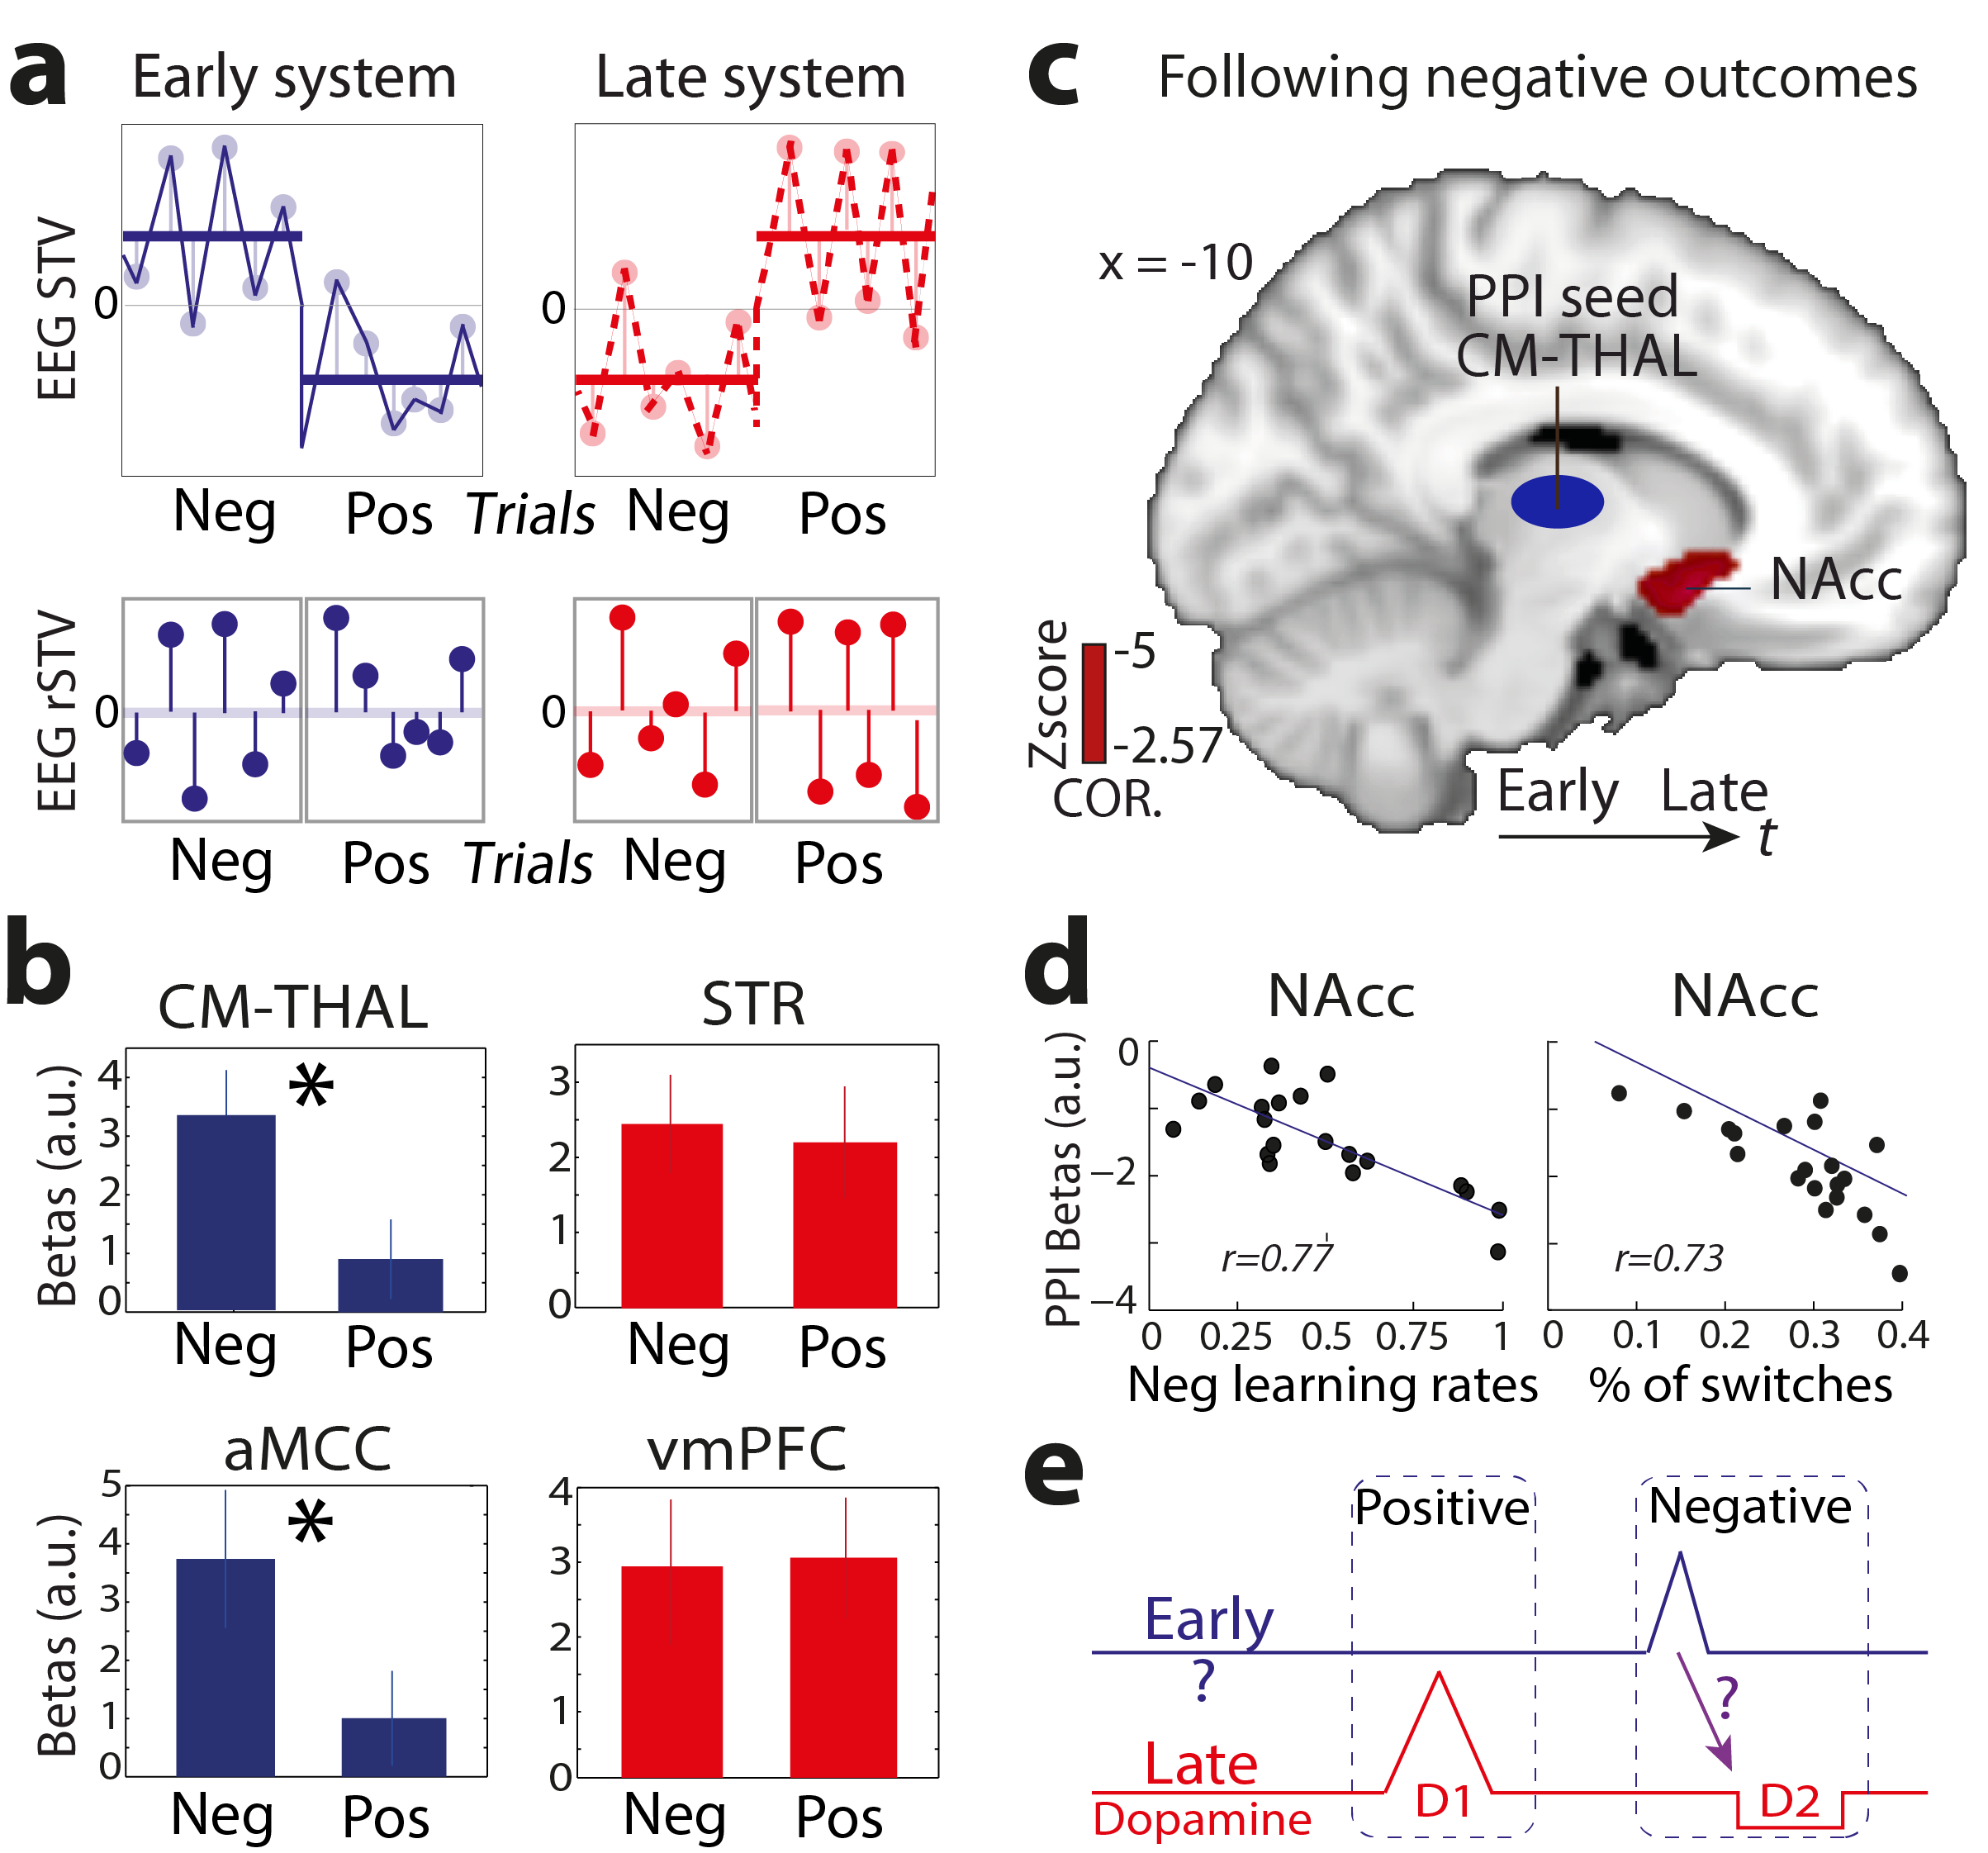 a
Early system
Late system
EEG STV
0
0
Neg
Pos
Trials
Neg
Pos
EEG rSTV
0
0
Neg
Pos
Trials
Neg
Pos
b
CM-THAL
STR
Betas (a.u.)
4
3
2
1
0
3
2
1
0
*
Neg
Pos
Neg
Pos
aMCC
vmPFC
Betas (a.u.)
5
4
3
2
1
0
4
3
2
1
0
*
Neg
Pos
Neg
Pos
c
Following negative outcomes
x = -10
PPI seed
CM-THAL
NAcc
Zscore
-5
-2.57
COR.
Early
Late
t
d
NAcc
NAcc
PPI Betas (a.u.)
0
−2
−4
r=0.77
r=0.73
0 0.25 0.5 0.75 1
0 0.1 0.2 0.3 0.4
Neg learning rates
% of switches
e
Positive
Negative
Early
?
?
Late
D1
D2
Dopamine